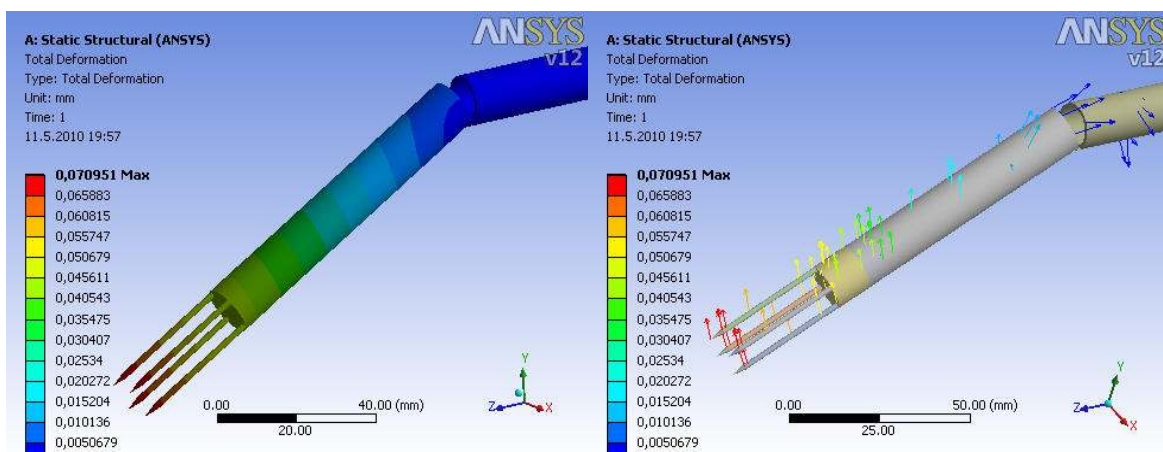 A: Static Structural (ANSYS)
Total Deformation
Type: Total Deformation
Unit: mm
Time: 1
11.5.2010 19:57
ANSYS
v12
0,070951 Max
0,065883
0,060815
0,055747
0,050679
0,045611
0,040543
0,035475
0,030407
0,02534
0,020272
0,015204
0,010136
0,0050679
0.00
40.00 (mm)
20.00
Y
Z
X
A: Static Structural (ANSYS)
Total Deformation
Type: Total Deformation
Unit: mm
Time: 1
11.5.2010 19:57
ANSYS
v12
0,070951 Max
0,065883
0,060815
0,055747
0,050679
0,045611
0,040543
0,035475
0,030407
0,02534
0,020272
0,015204
0,010136
0,0050679
0.00
50.00 (mm)
25.00
Y
Z
X